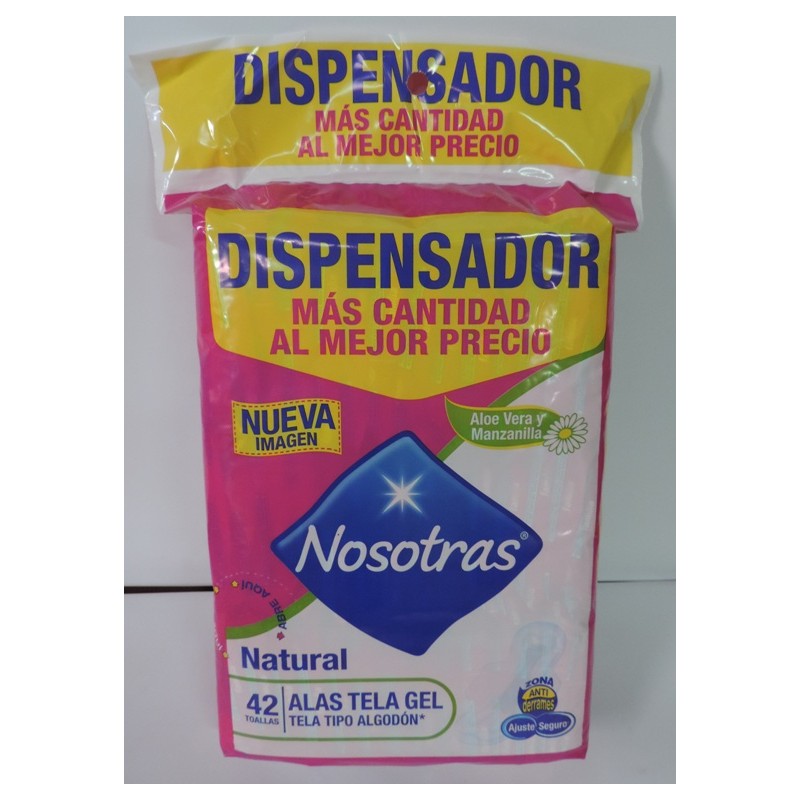 DISPENSADOR
MÁS CANTIDAD
AL MEJOR PRECIO
DISPENSADOR
MÁS CANTIDAD
AL MEJOR PRECIO
NUEVA
IMAGEN
Aloe Vera y
Manzanilla
Nosotras®
ABRE AQUÍ
Natural
42
TOALLAS
ALAS TELA GEL
TELA TIPO ALGODÓN*
ZONA
ANTI
derrames
Ajuste Seguro